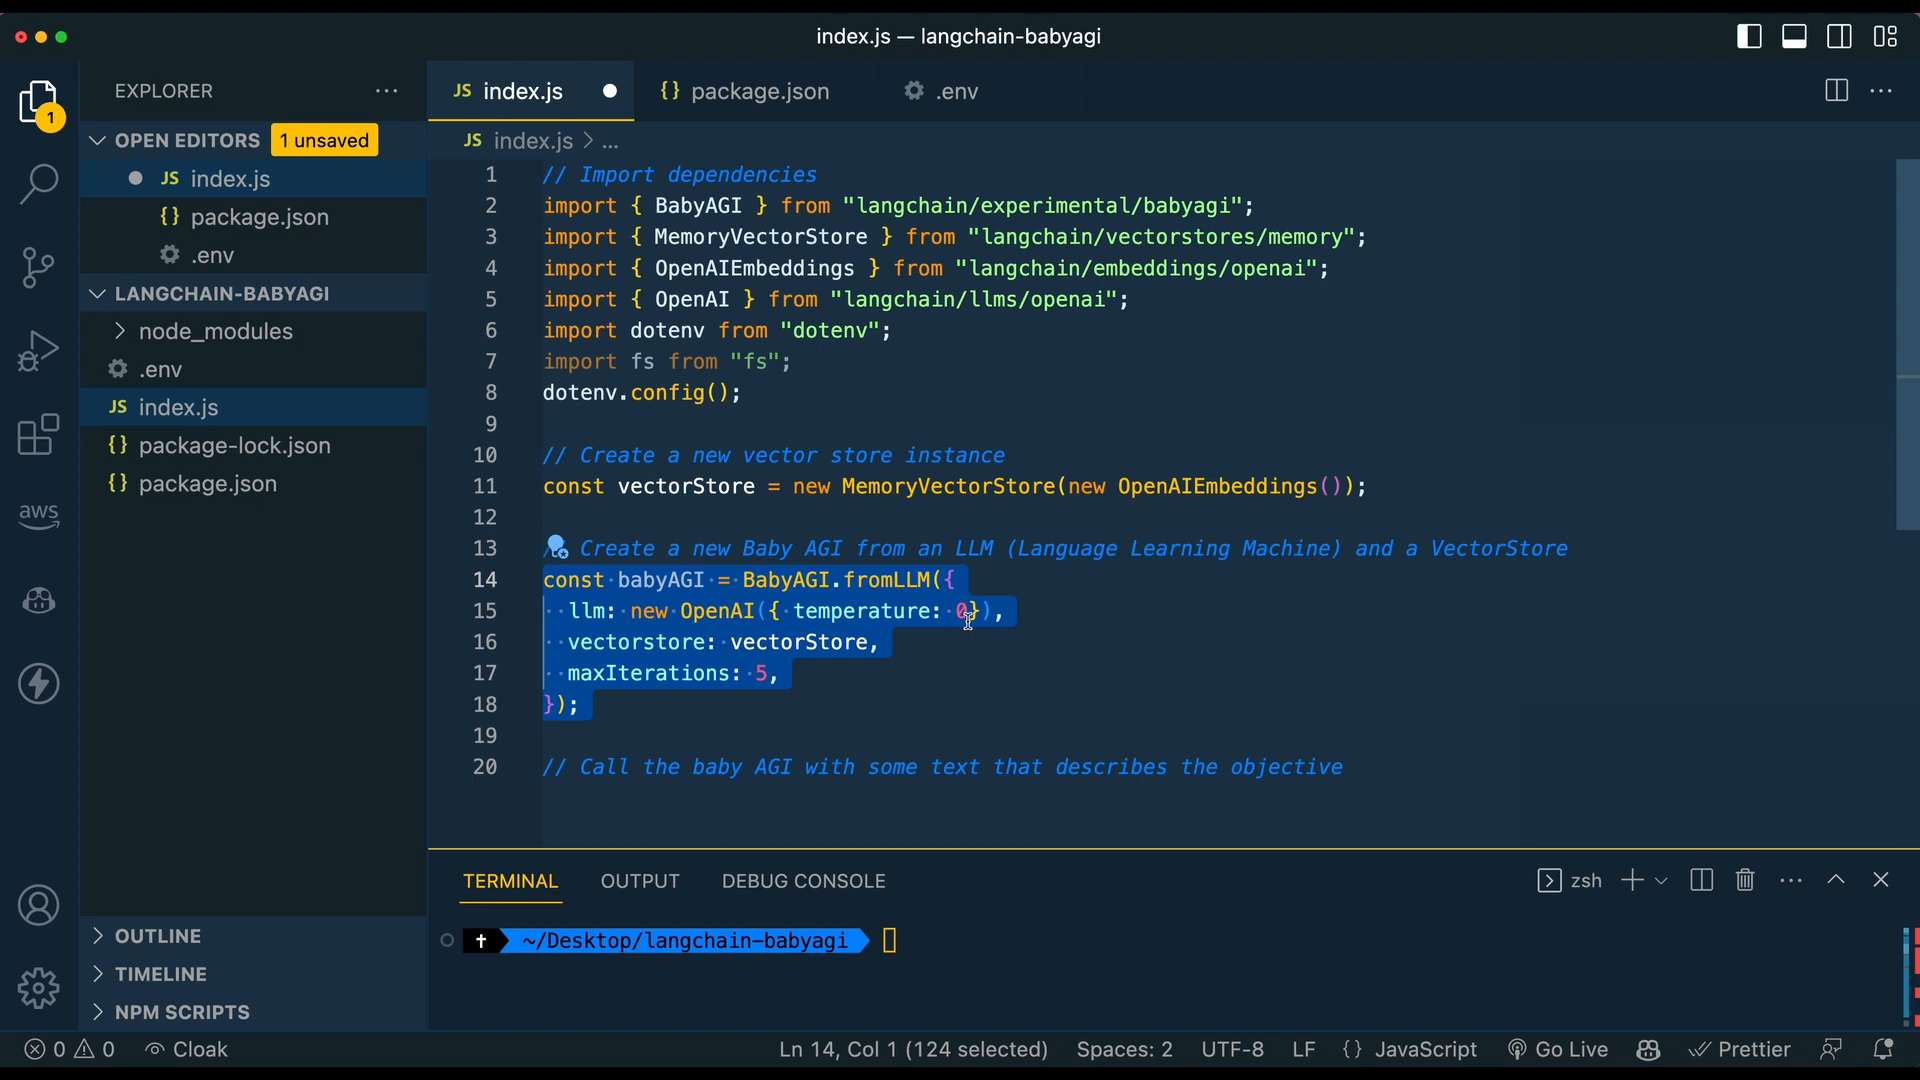 index.js — langchain-babyagi
EXPLORER
1
OPEN EDITORS 1 unsaved
JS index.js
{} package.json
.env
LANGCHAIN-BABYAGI
node_modules
.env
JS index.js
{} package-lock.json
{} package.json
aws
OUTLINE
TIMELINE
NPM SCRIPTS
JS index.js
{} package.json
.env
JS index.js > ...
1 // Import dependencies
2 import { BabyAGI } from "langchain/experimental/babyagi";
3 import { MemoryVectorStore } from "langchain/vectorstores/memory";
4 import { OpenAIEmbeddings } from "langchain/embeddings/openai";
5 import { OpenAI } from "langchain/llms/openai";
6 import dotenv from "dotenv";
7 import fs from "fs";
8 dotenv.config();
9
10 // Create a new vector store instance
11 const vectorStore = new MemoryVectorStore(new OpenAIEmbeddings());
12
13 // Create a new Baby AGI from an LLM (Language Learning Machine) and a VectorStore
14 const babyAGI = BabyAGI.fromLLM({
15 llm: new OpenAI({ temperature: 0}),
16 vectorstore: vectorStore,
17 maxIterations: 5,
18 });
19
20 // Call the baby AGI with some text that describes the objective
TERMINAL OUTPUT DEBUG CONSOLE zsh
~/Desktop/langchain-babyagi
0 0 Cloak Ln 14, Col 1 (124 selected) Spaces: 2 UTF-8 LF {} JavaScript Go Live Prettier